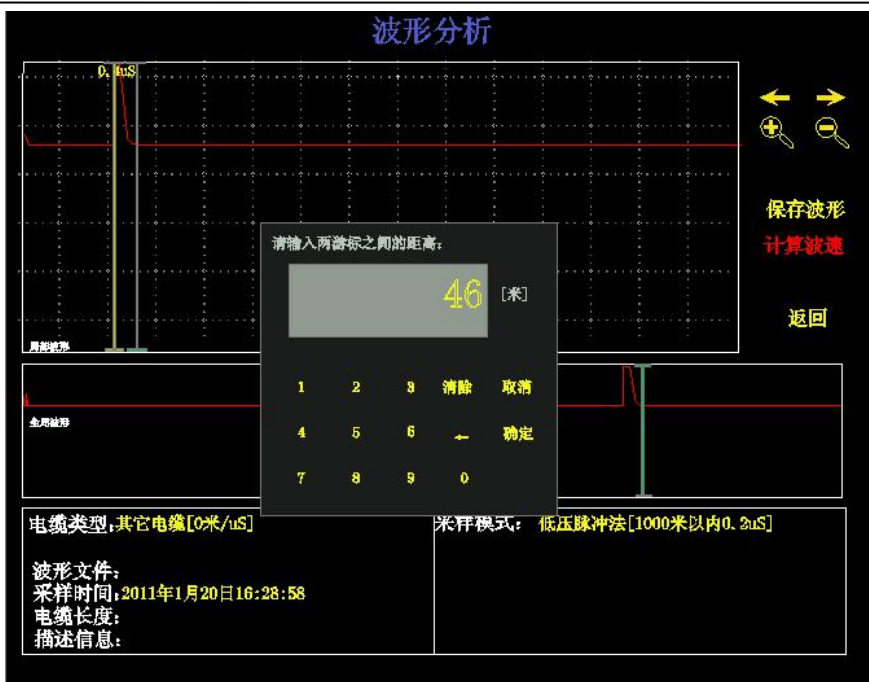 波形分析
0.4uS
保存波形
计算波速
返回
局部波形
请输入两游标之间的距离:
46 [米]
1 2 3 清除 取消
4 5 6 ← 确定
7 8 9 0
全局波形
电缆类型:其它电缆[0米/uS]
波形文件:
采样时间:2011年1月20日16:28:58
电缆长度:
描述信息:
采样模式: 低压脉冲法[1000米以内0.2uS]